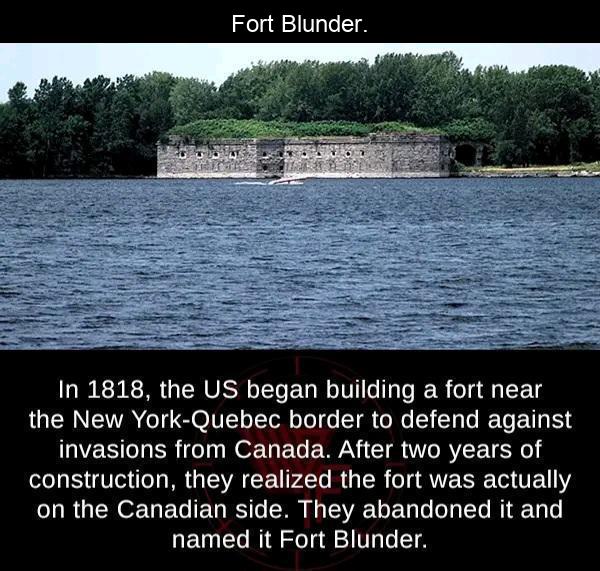 Fort Blunder.
In 1818, the US began building a fort near
the New York-Quebec border to defend against
invasions from Canada. After two years of
construction, they realized the fort was actually
on the Canadian side. They abandoned it and
named it Fort Blunder.